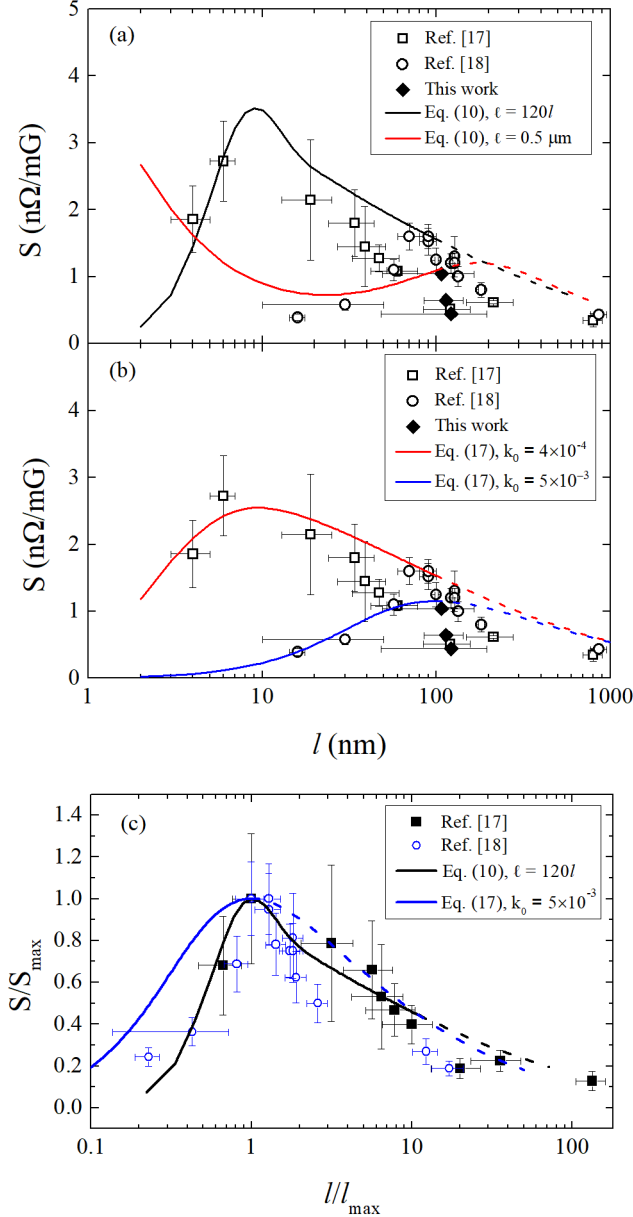 5
4
3
2
1
0
S (nΩ/mG)
(a)
Ref. [17]
Ref. [18]
This work
Eq. (10), ℓ = 120l
Eq. (10), ℓ = 0.5 μm
5
4
3
2
1
0
S (nΩ/mG)
(b)
Ref. [17]
Ref. [18]
This work
Eq. (17), k₀ = 4×10⁻⁴
Eq. (17), k₀ = 5×10⁻³
1 10 100 1000
l (nm)
1.4
1.2
1.0
0.8
0.6
0.4
0.2
0.0
S/Smax
(c)
Ref. [17]
Ref. [18]
Eq. (10), ℓ = 120l
Eq. (17), k₀ = 5×10⁻³
0.1 1 10 100
l/lmax